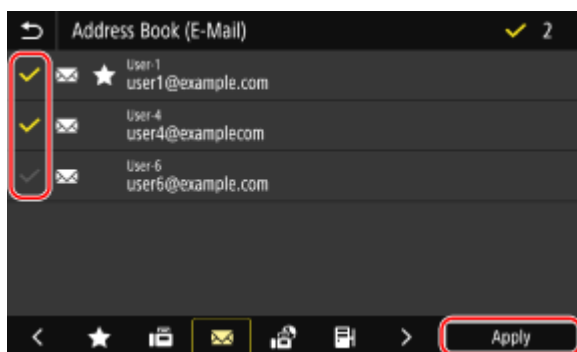 Address Book (E-Mail)
2
User-1
user1@example.com
User-4
user4@examplecom
User-6
user6@example.com
Apply